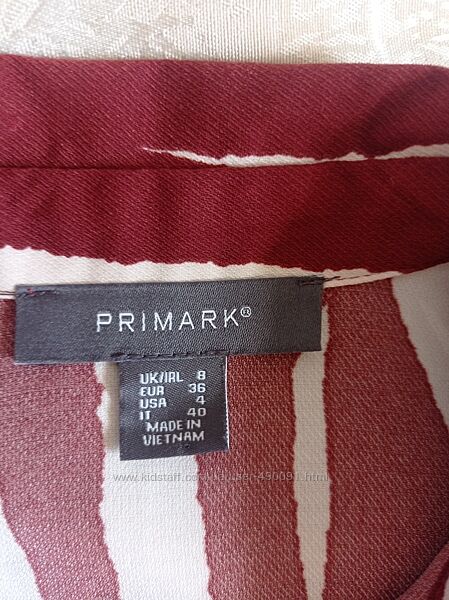 PRIMARK®
UK/IRL 8
EUR 36
USA 4
IT 40
MADE IN
VIETNAM